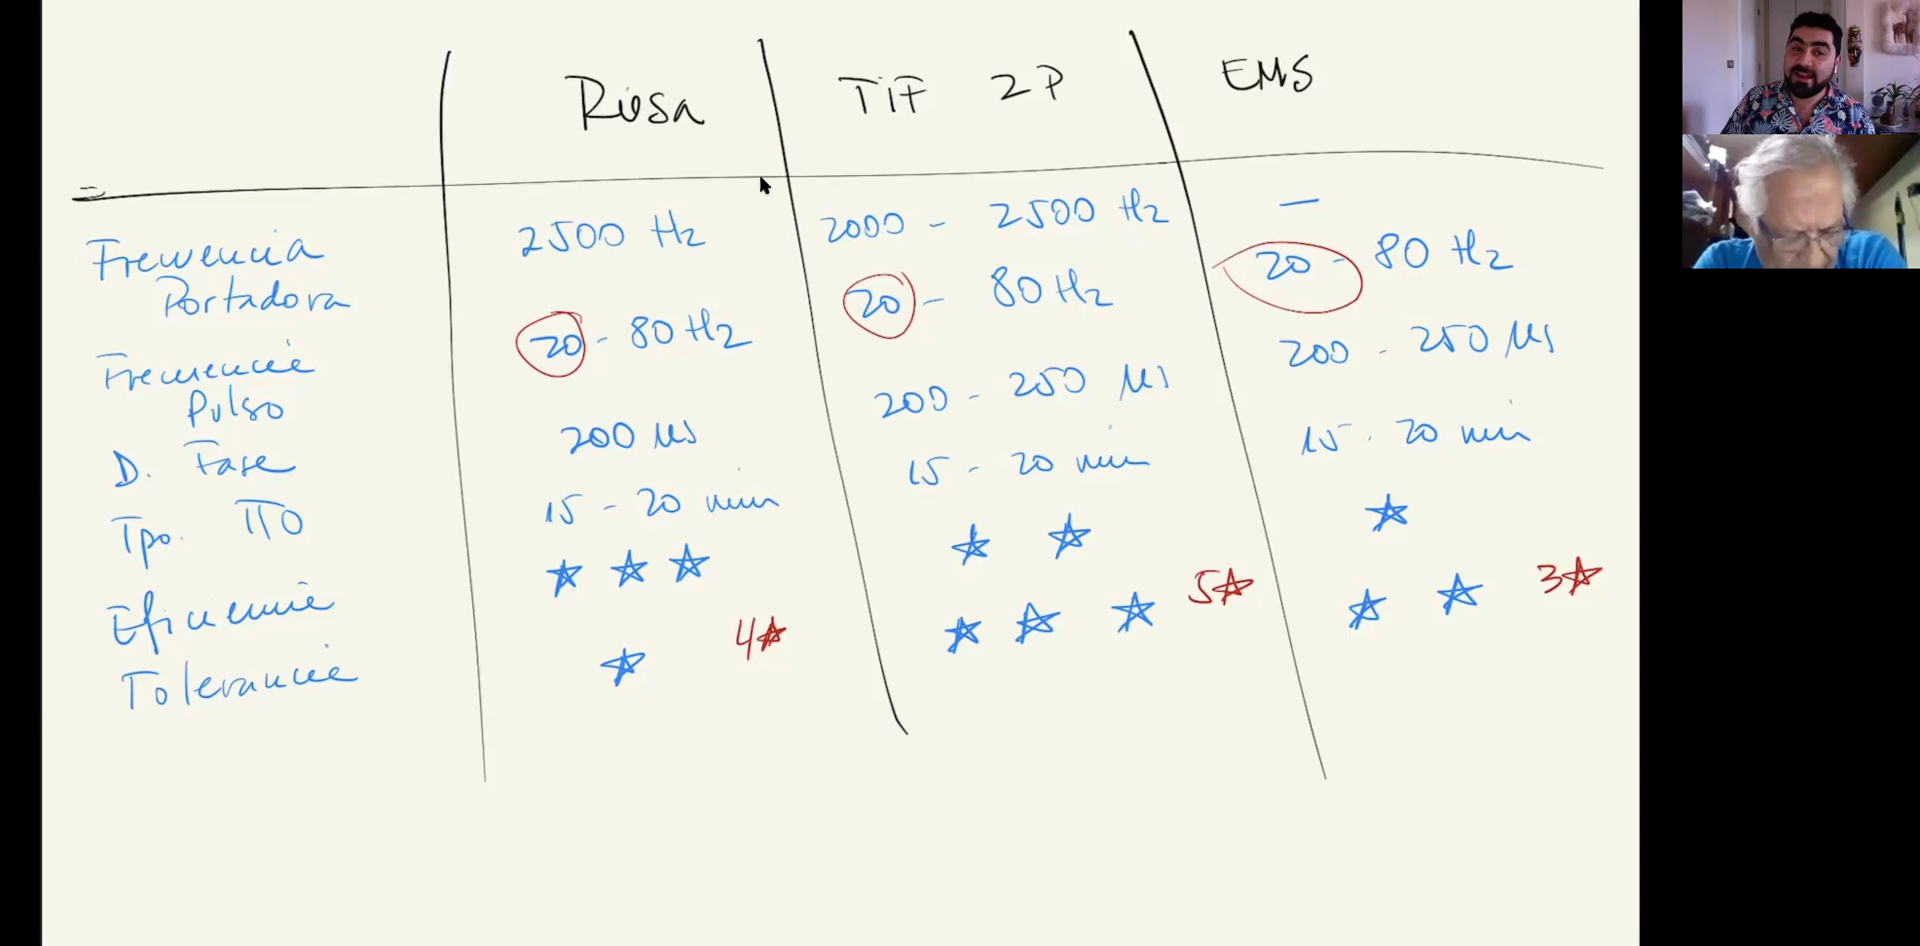 Rusa TIF 2P EMS
Frecuencia Portadora 2500 Hz 2000 - 2500 Hz —
Frecuencia Pulso 20 - 80 Hz 20 - 80 Hz 20 - 80 Hz
D. Fase 200 µs 200 - 250 µs 200 - 250 µs
Tpo. TTO 15 - 20 min 15 - 20 min 15 - 20 min
Eficiencia ☆ ☆ ☆ ☆ ☆ ☆
Tolerancia ☆ 4☆ ☆ ☆ ☆ 5☆ ☆ ☆ 3☆